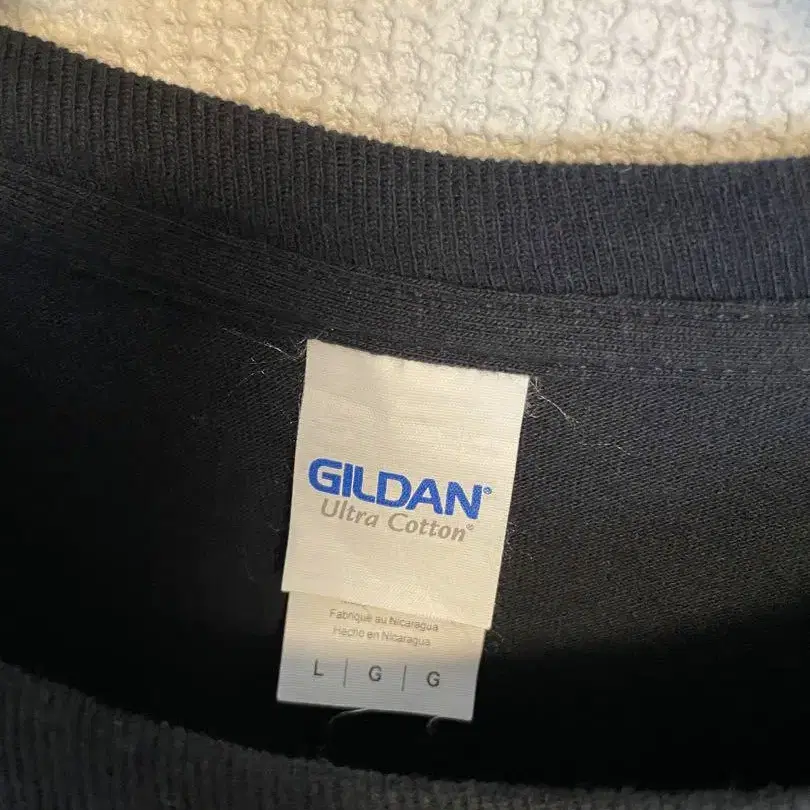 GILDAN®
Ultra Cotton®
Fabriqué au Nicaragua
Hecho en Nicaragua
L | G | G